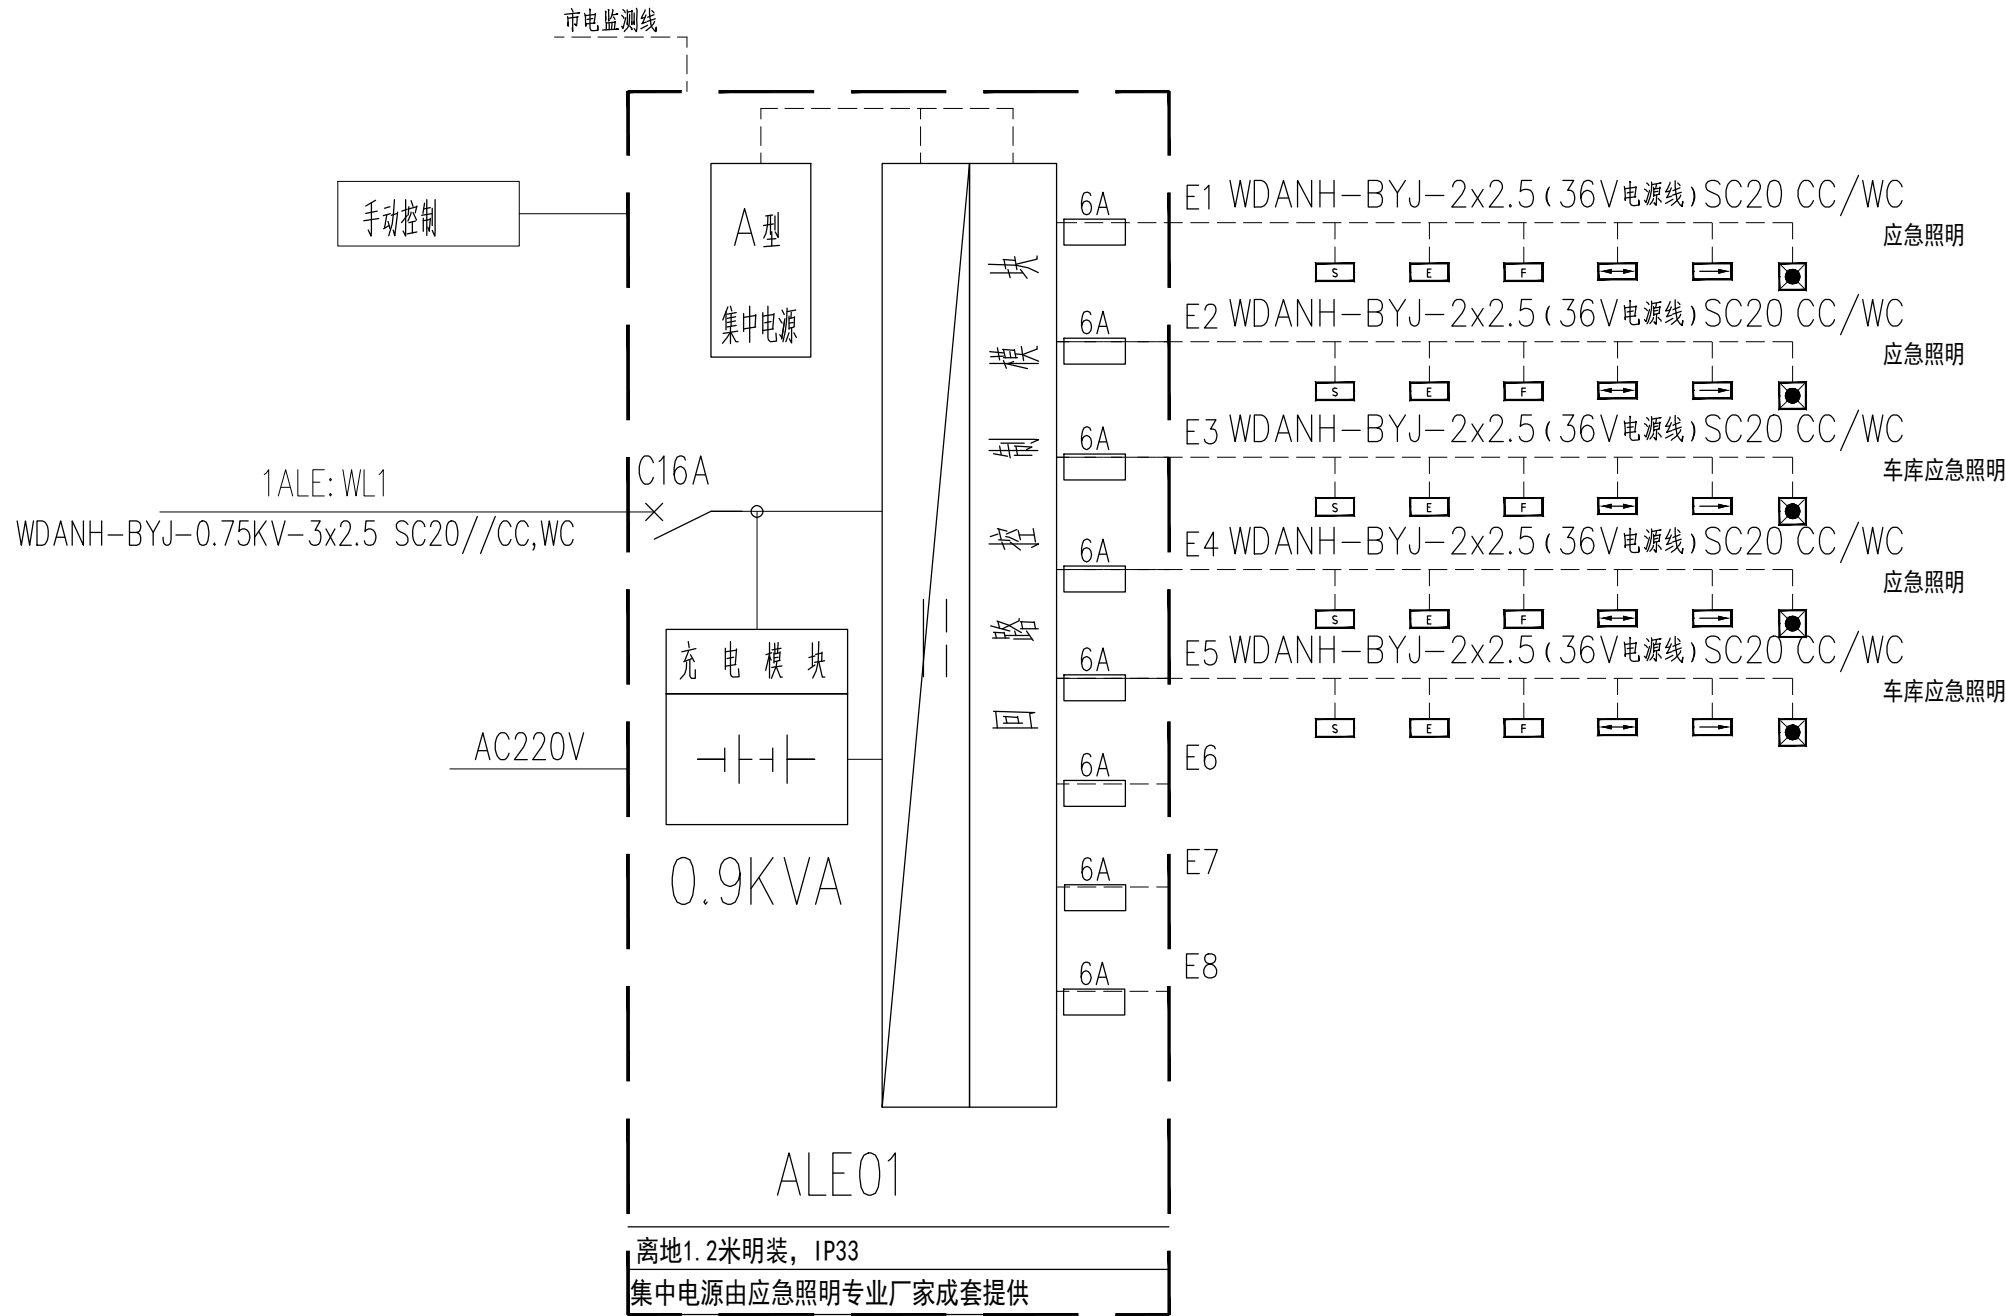 市电监测线
手动控制
A型
集中电源
1ALE: WL1
WDANH-BYJ-0.75KV-3x2.5 SC20//CC,WC
C16A
充电模块
AC220V
0.9KVA
回路控制模块
6A
E1 WDANH-BYJ-2x2.5(36V电源线)SC20 CC/WC
应急照明
S E F
6A
E2 WDANH-BYJ-2x2.5(36V电源线)SC20 CC/WC
应急照明
S E F
6A
E3 WDANH-BYJ-2x2.5(36V电源线)SC20 CC/WC
车库应急照明
S E F
6A
E4 WDANH-BYJ-2x2.5(36V电源线)SC20 CC/WC
应急照明
S E F
6A
E5 WDANH-BYJ-2x2.5(36V电源线)SC20 CC/WC
车库应急照明
S E F
6A
E6
6A
E7
6A
E8
ALE01
离地1.2米明装，IP33
集中电源由应急照明专业厂家成套提供